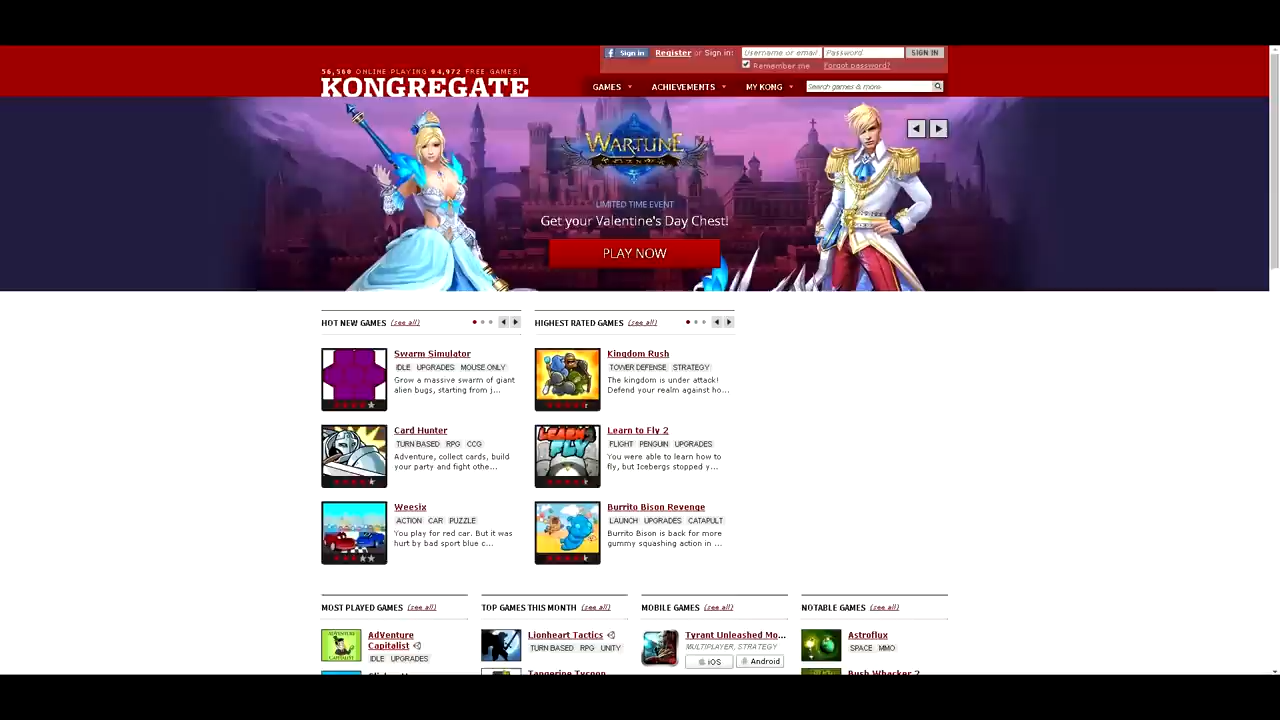 Sign in Register or Sign in: Username or email Password SIGN IN
Remember me Forgot password?
56,560 ONLINE PLAYING 94,972 FREE GAMES!
KONGREGATE
GAMES ACHIEVEMENTS MY KONG Search games & more
WARTUNE
LIMITED TIME EVENT
Get your Valentine's Day Chest!
PLAY NOW
HOT NEW GAMES (see all)
Swarm Simulator
IDLE UPGRADES MOUSE ONLY
Grow a massive swarm of giant
alien bugs, starting from j...
Card Hunter
TURN BASED RPG CCG
Adventure, collect cards, build
your party and fight othe...
Weesix
ACTION CAR PUZZLE
You play for red car. But it was
hurt by bad sport blue c...
HIGHEST RATED GAMES (see all)
Kingdom Rush
TOWER DEFENSE STRATEGY
The kingdom is under attack!
Defend your realm against ho...
LEARN
FLY
Learn to Fly 2
FLIGHT PENGUIN UPGRADES
You were able to learn how to
fly, but Icebergs stopped y...
Burrito Bison Revenge
LAUNCH UPGRADES CATAPULT
Burrito Bison is back for more
gummy squashing action in ...
MOST PLAYED GAMES (see all)
AdVenture
Capitalist
IDLE UPGRADES
TOP GAMES THIS MONTH (see all)
Lionheart Tactics
TURN BASED RPG UNITY
Tangerine Tycoon
MOBILE GAMES (see all)
Tyrant Unleashed Mo...
MULTIPLAYER, STRATEGY
iOS Android
NOTABLE GAMES (see all)
Astroflux
SPACE MMO
Bush Whacker 2